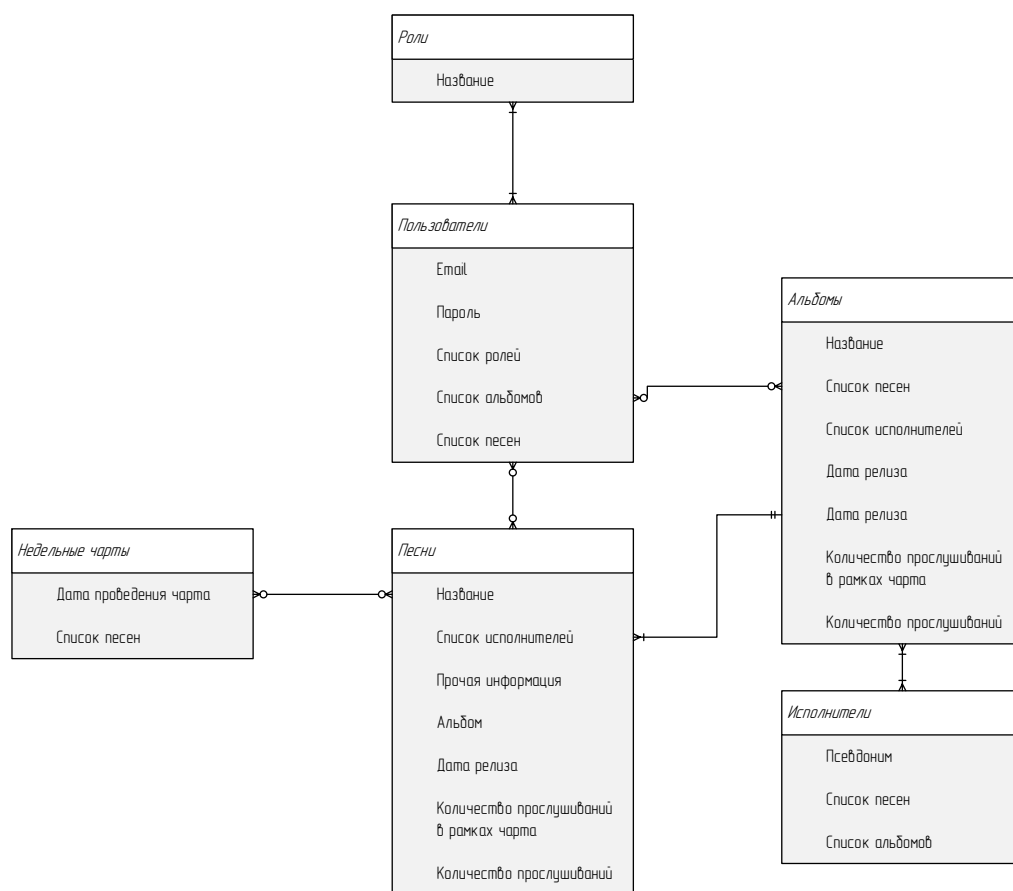 Роли
Название
Пользователи
Email
Пароль
Список ролей
Список альбомов
Список песен
Альбомы
Название
Список песен
Список исполнителей
Дата релиза
Дата релиза
Количество прослушиваний
в рамках чарта
Количество прослушиваний
Недельные чарты
Дата проведения чарта
Список песен
Песни
Название
Список исполнителей
Прочая информация
Альбом
Дата релиза
Количество прослушиваний
в рамках чарта
Количество прослушиваний
Исполнители
Псевдоним
Список песен
Список альбомов